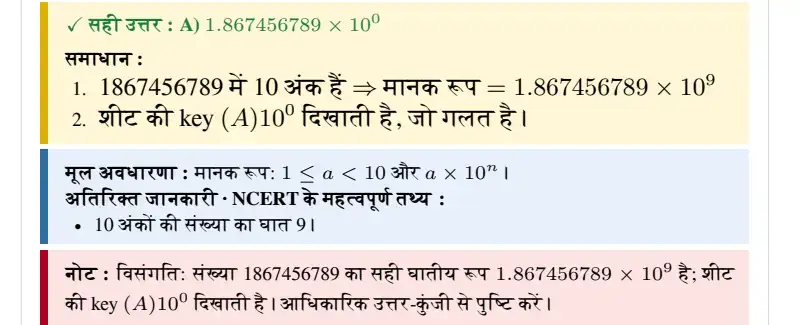 ✓ सही उत्तर : A) 1.867456789 × 10⁰
समाधान :
1. 1867456789 में 10 अंक हैं ⇒ मानक रूप = 1.867456789 × 10⁹
2. शीट की key (A)10⁰ दिखाती है, जो गलत है।
मूल अवधारणा : मानक रूप: 1 ≤ a < 10 और a × 10ⁿ ।
अतिरिक्त जानकारी · NCERT के महत्वपूर्ण तथ्य :
• 10 अंकों की संख्या का घात 9।
नोट : विसंगति: संख्या 1867456789 का सही घातीय रूप 1.867456789 × 10⁹ है; शीट
की key (A)10⁰ दिखाती है। आधिकारिक उत्तर-कुंजी से पुष्टि करें।